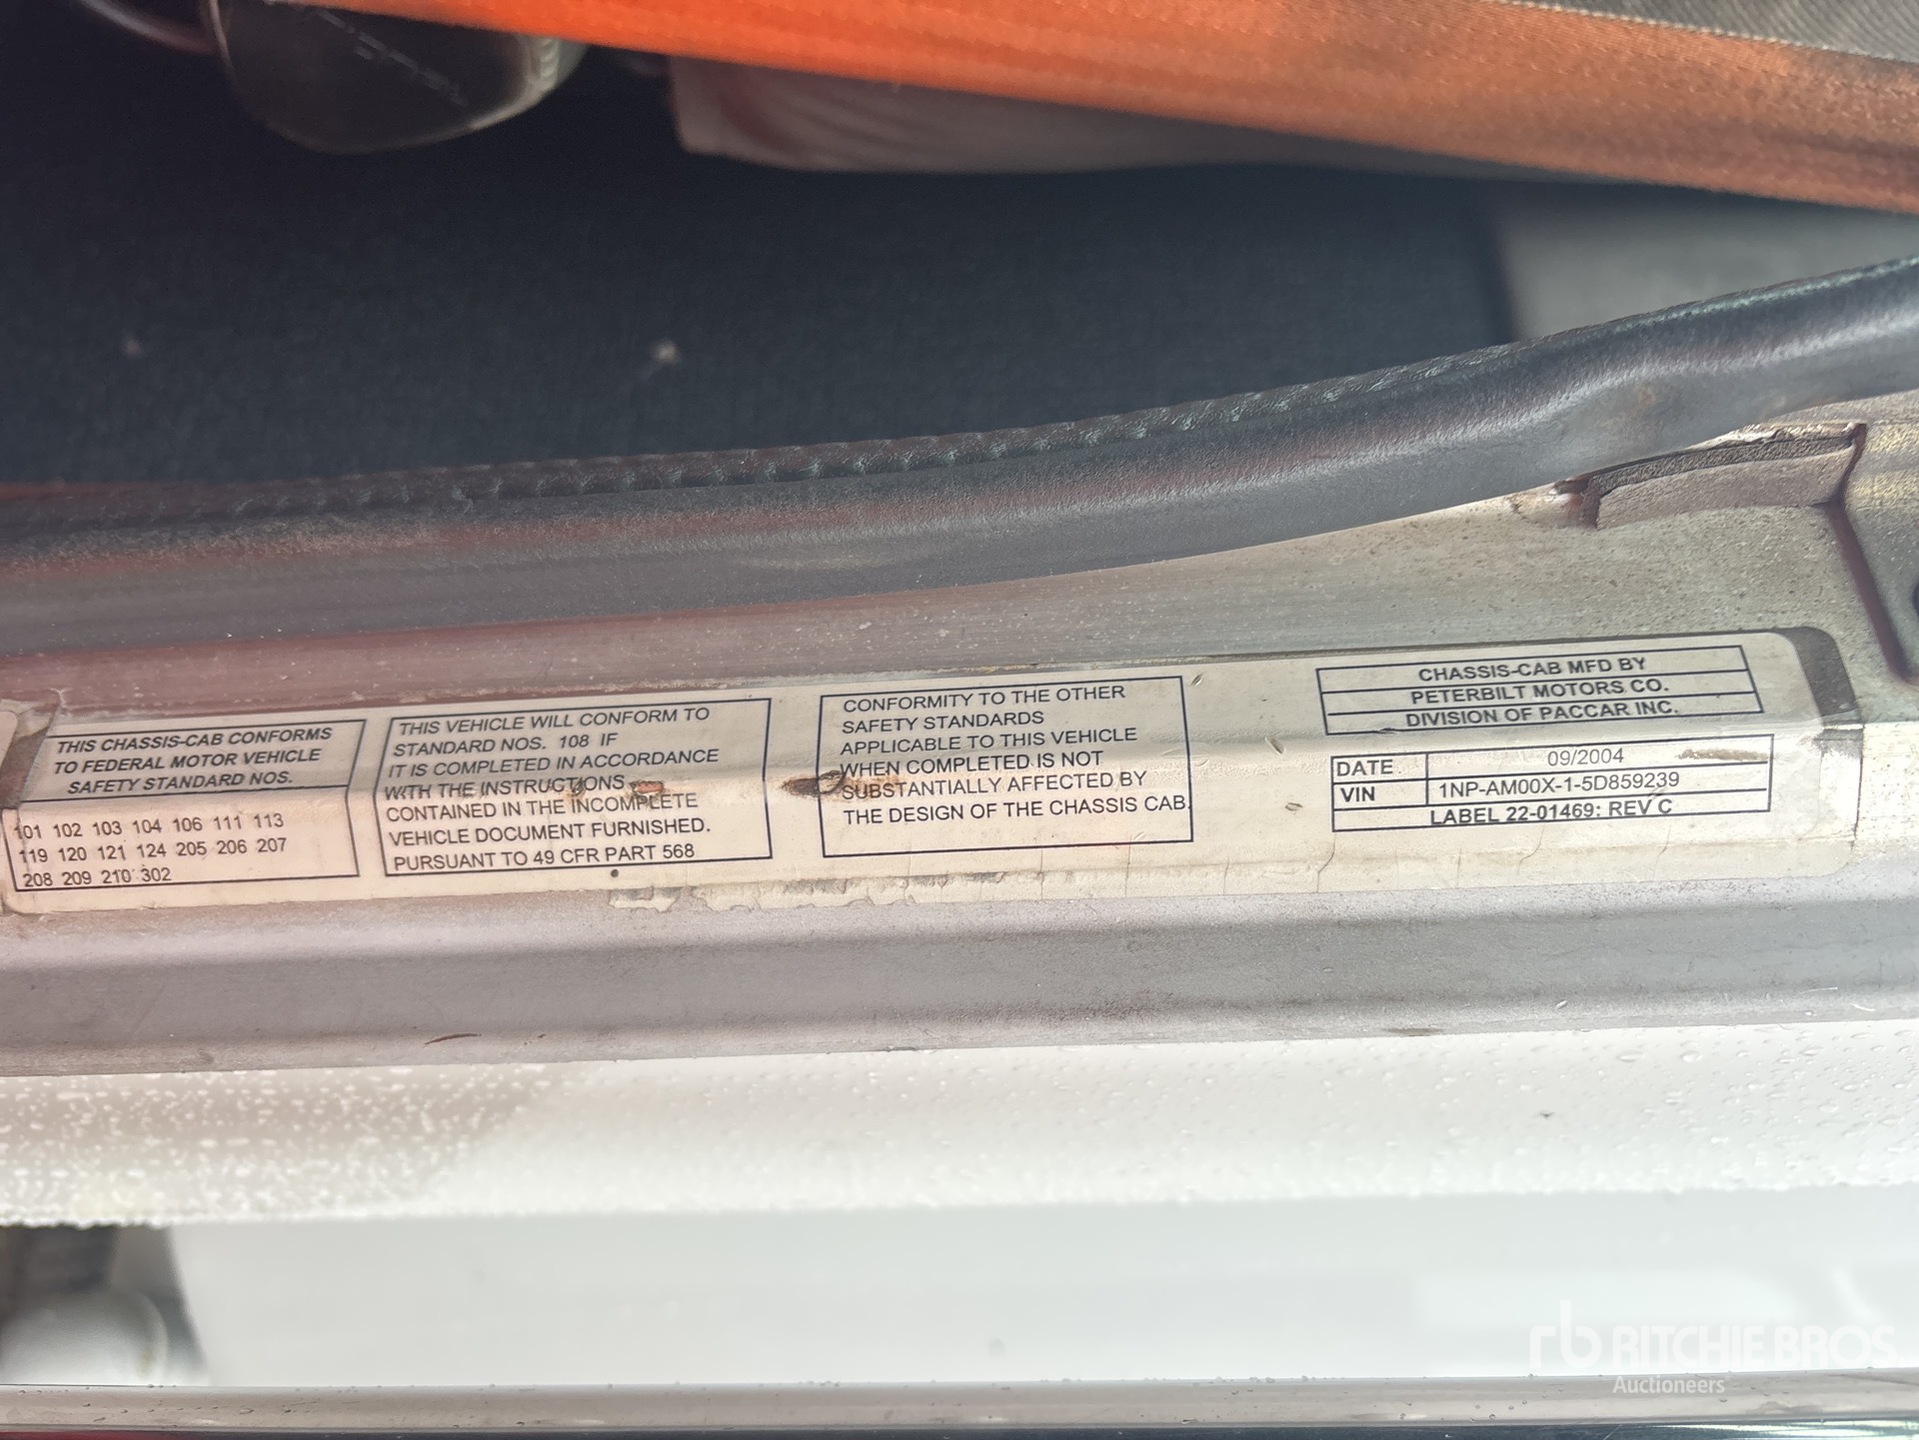 THIS CHASSIS-CAB CONFORMS
TO FEDERAL MOTOR VEHICLE
SAFETY STANDARD NOS.
101 102 103 104 106 111 113
119 120 121 124 205 206 207
208 209 210 302
THIS VEHICLE WILL CONFORM TO
STANDARD NOS. 108 IF
IT IS COMPLETED IN ACCORDANCE
WITH THE INSTRUCTIONS
CONTAINED IN THE INCOMPLETE
VEHICLE DOCUMENT FURNISHED.
PURSUANT TO 49 CFR PART 568
CONFORMITY TO THE OTHER
SAFETY STANDARDS
APPLICABLE TO THIS VEHICLE
WHEN COMPLETED IS NOT
SUBSTANTIALLY AFFECTED BY
THE DESIGN OF THE CHASSIS CAB.
CHASSIS-CAB MFD BY
PETERBILT MOTORS CO.
DIVISION OF PACCAR INC.
DATE 09/2004
VIN 1NP-AM00X-1-5D859239
LABEL 22-01469: REV C
rb RITCHIE BROS
Auctioneers